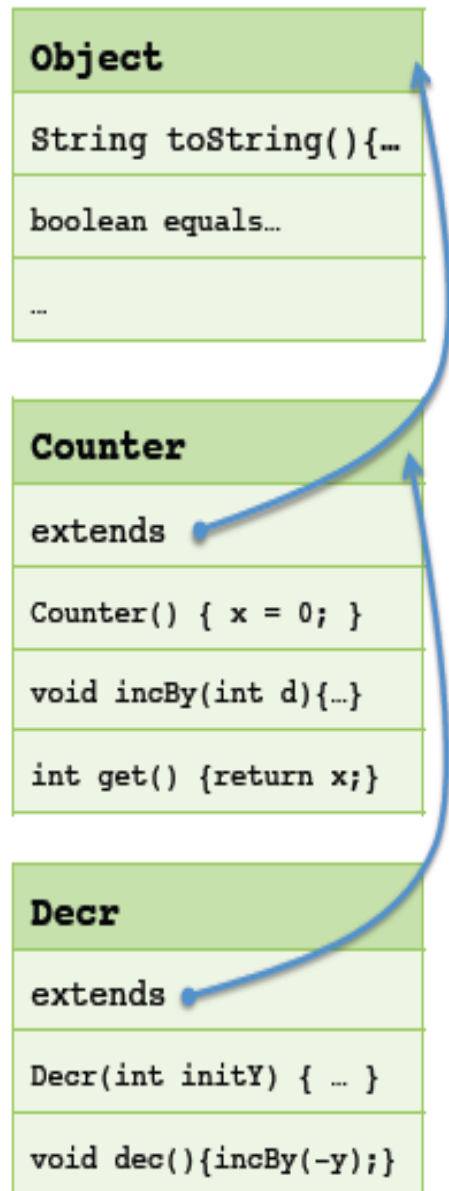 Object
String toString(){…
boolean equals…
…
Counter
extends
Counter() { x = 0; }
void incBy(int d){…}
int get() {return x;}
Decr
extends
Decr(int initY) { … }
void dec(){incBy(-y);}